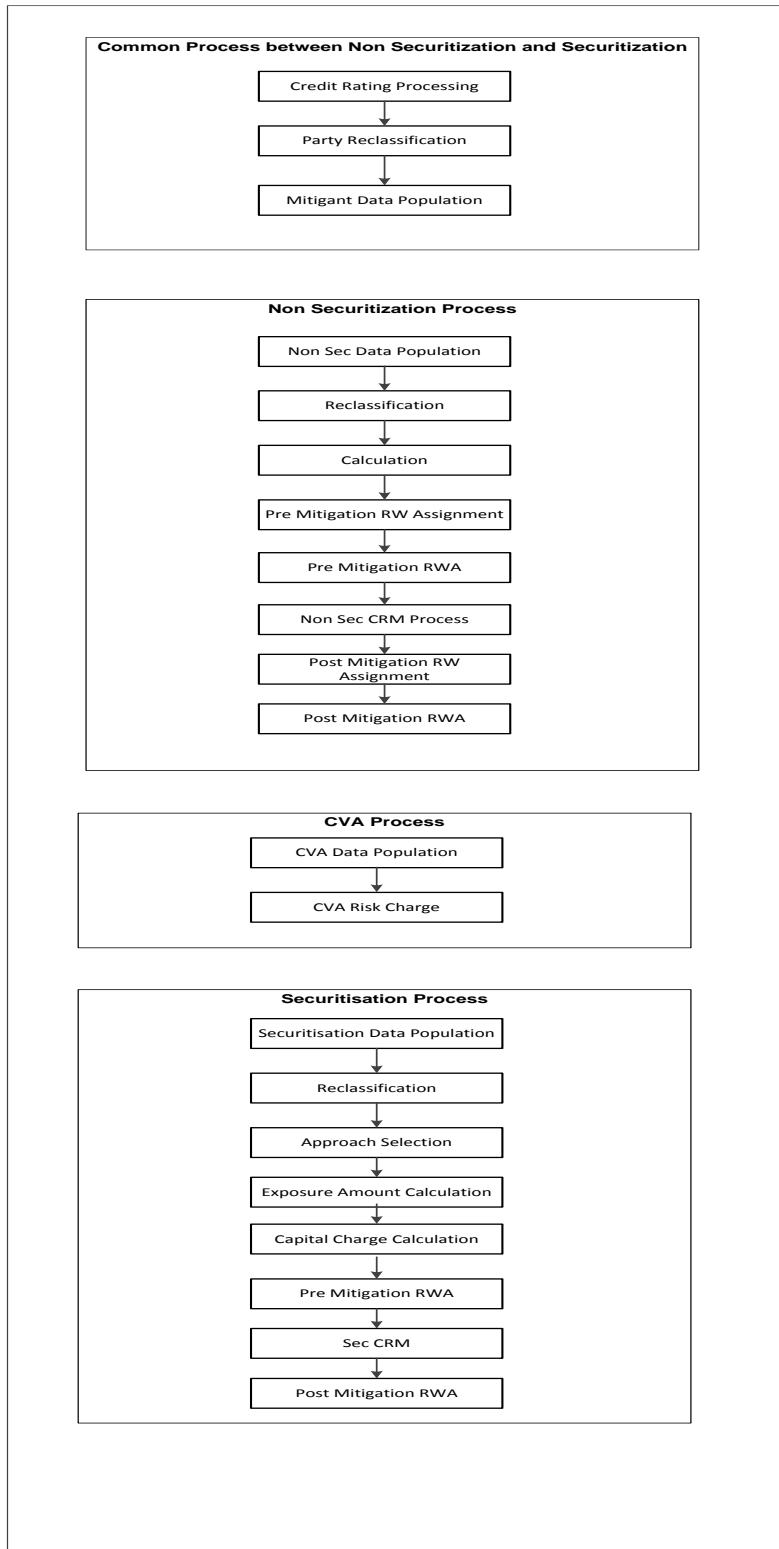 Common Process between Non Securitization and Securitization
Credit Rating Processing
Party Reclassification
Mitigant Data Population
Non Securitization Process
Non Sec Data Population
Reclassification
Calculation
Pre Mitigation RW Assignment
Pre Mitigation RWA
Non Sec CRM Process
Post Mitigation RW
Assignment
Post Mitigation RWA
CVA Process
CVA Data Population
CVA Risk Charge
Securitisation Process
Securitisation Data Population
Reclassification
Approach Selection
Exposure Amount Calculation
Capital Charge Calculation
Pre Mitigation RWA
Sec CRM
Post Mitigation RWA